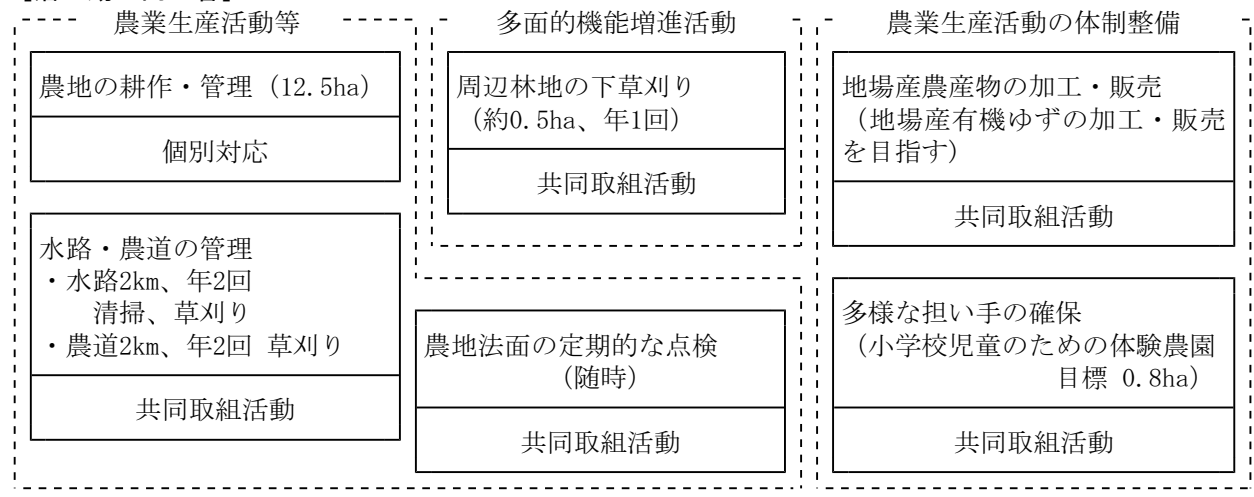 農業生産活動等
農地の耕作・管理（12.5ha）
個別対応
水路・農道の管理
・水路2km、年2回
清掃、草刈り
・農道2km、年2回 草刈り
共同取組活動
農地法面の定期的な点検
（随時）
共同取組活動
多面的機能増進活動
周辺林地の下草刈り
（約0.5ha、年1回）
共同取組活動
農業生産活動の体制整備
地場産農産物の加工・販売
（地場産有機ゆずの加工・販売
を目指す）
共同取組活動
多様な担い手の確保
（小学校児童のための体験農園
目標 0.8ha）
共同取組活動